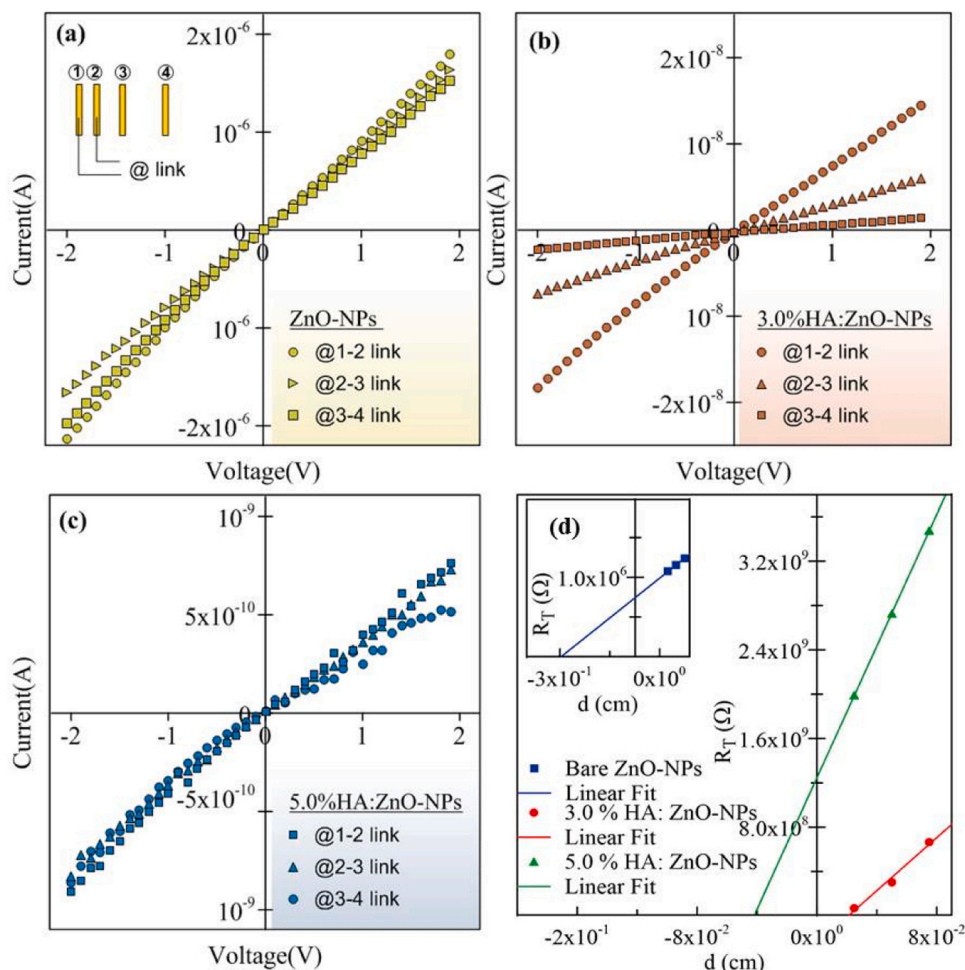 (a)
2x10⁻⁶
① ② ③ ④
10⁻⁶
@ link
Current(A)
-2 -1 0 1 2
10⁻⁶
-2x10⁻⁶
ZnO-NPs
@1-2 link
@2-3 link
@3-4 link
Voltage(V)
(b)
2x10⁻⁸
10⁻⁸
Current(A)
-2 -1 0 1 2
0
10⁻⁸
-2x10⁻⁸
3.0%HA:ZnO-NPs
@1-2 link
@2-3 link
@3-4 link
Voltage(V)
(c)
10⁻⁹
5x10⁻¹⁰
Current(A)
0
-2 -1 0 1 2
-5x10⁻¹⁰
10⁻⁹
5.0%HA:ZnO-NPs
@1-2 link
@2-3 link
@3-4 link
Voltage(V)
(d)
1.0x10⁶
R_T (Ω)
-3x10⁻¹ 0x10⁰
d (cm)
3.2x10⁹
2.4x10⁹
R_T (Ω)
1.6x10⁹
8.0x10⁸
Bare ZnO-NPs
Linear Fit
3.0 % HA: ZnO-NPs
Linear Fit
5.0 % HA: ZnO-NPs
Linear Fit
-2x10⁻¹ -8x10⁻² 0x10⁰ 8x10⁻²
d (cm)